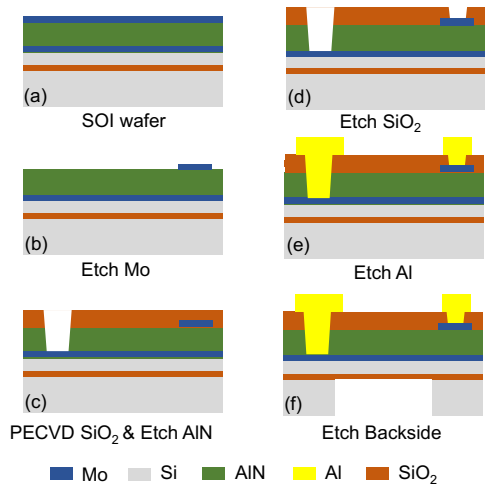 (a)
SOI wafer
(b)
Etch Mo
(c)
PECVD SiO₂ & Etch AlN
(d)
Etch SiO₂
(e)
Etch Al
(f)
Etch Backside
Mo Si AlN Al SiO₂